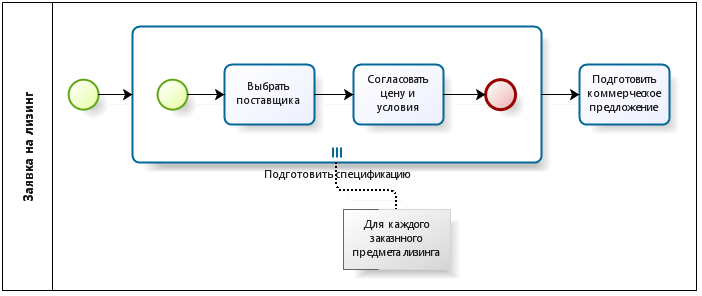 Заявка на лизинг
Выбрать
поставщика
Согласовать
цену и
условия
Подготовить
коммерческое
предложение
Подготовить спецификацию
Для каждого
заказнного
предмета лизинга